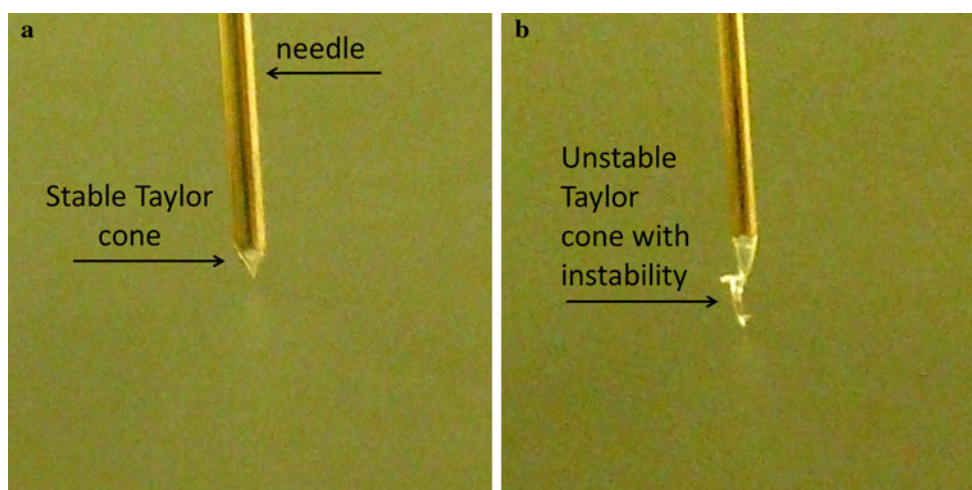 a
needle
Stable Taylor
cone
b
Unstable
Taylor
cone with
instability